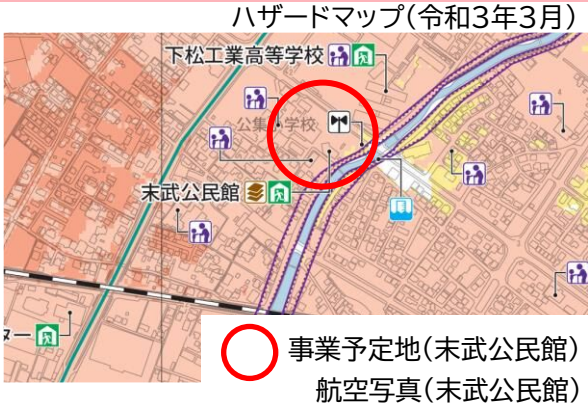 ハザードマップ(令和3年3月)
下松工業高等学校
公集小学校
末武公民館
ター
事業予定地(末武公民館)
航空写真(末武公民館)